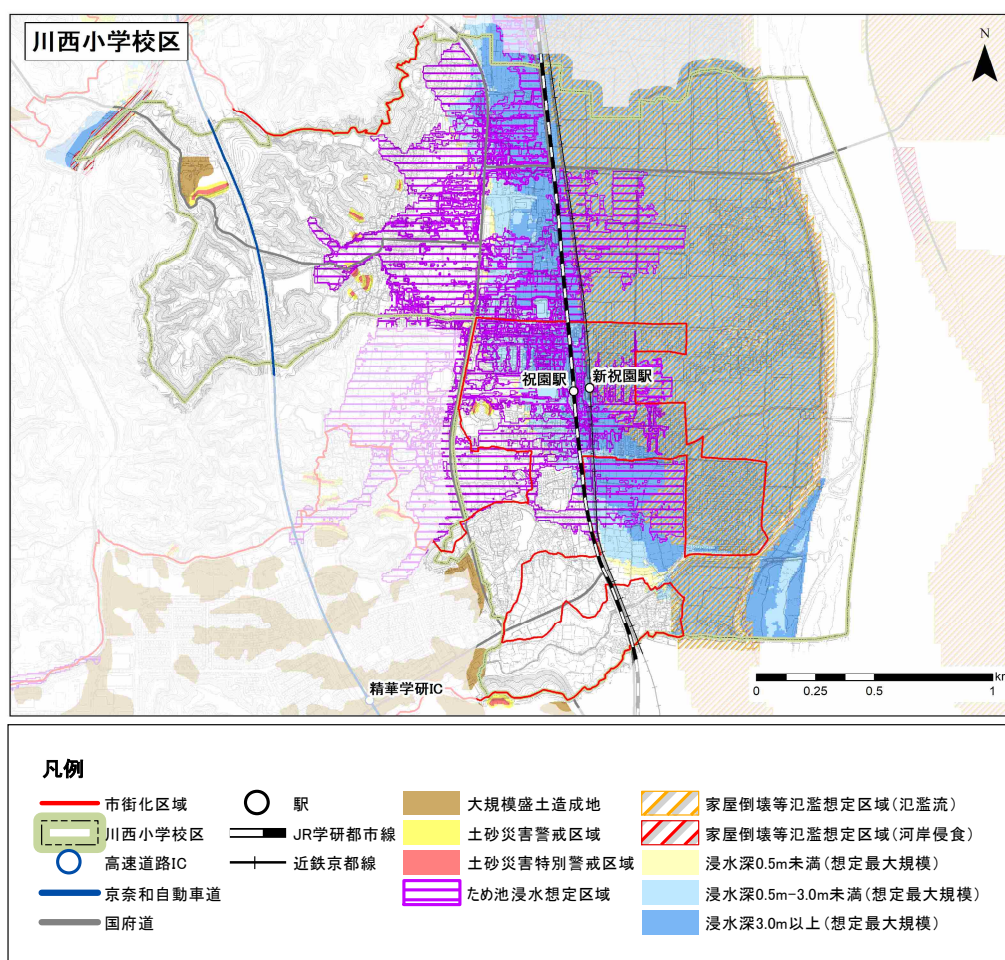 川西小学校区
N
祝園駅
新祝園駅
精華学研IC
km
0 0.25 0.5 1
凡例
市街化区域
川西小学校区
高速道路IC
京奈和自動車道
国府道
駅
JR学研都市線
近鉄京都線
大規模盛土造成地
土砂災害警戒区域
土砂災害特別警戒区域
ため池浸水想定区域
家屋倒壊等氾濫想定区域(氾濫流)
家屋倒壊等氾濫想定区域(河岸侵食)
浸水深0.5m未満(想定最大規模)
浸水深0.5m-3.0m未満(想定最大規模)
浸水深3.0m以上(想定最大規模)